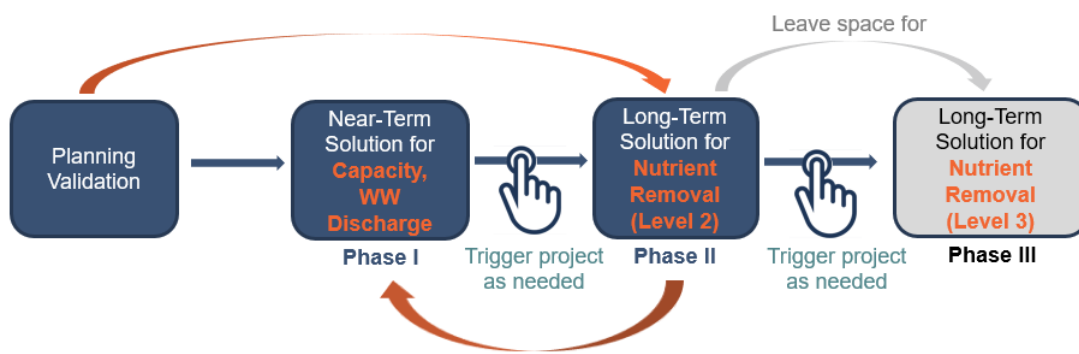 Leave space for
Planning
Validation
Near-Term
Solution for
Capacity,
WW
Discharge
Phase I
Trigger project
as needed
Long-Term
Solution for
Nutrient
Removal
(Level 2)
Phase II
Trigger project
as needed
Long-Term
Solution for
Nutrient
Removal
(Level 3)
Phase III